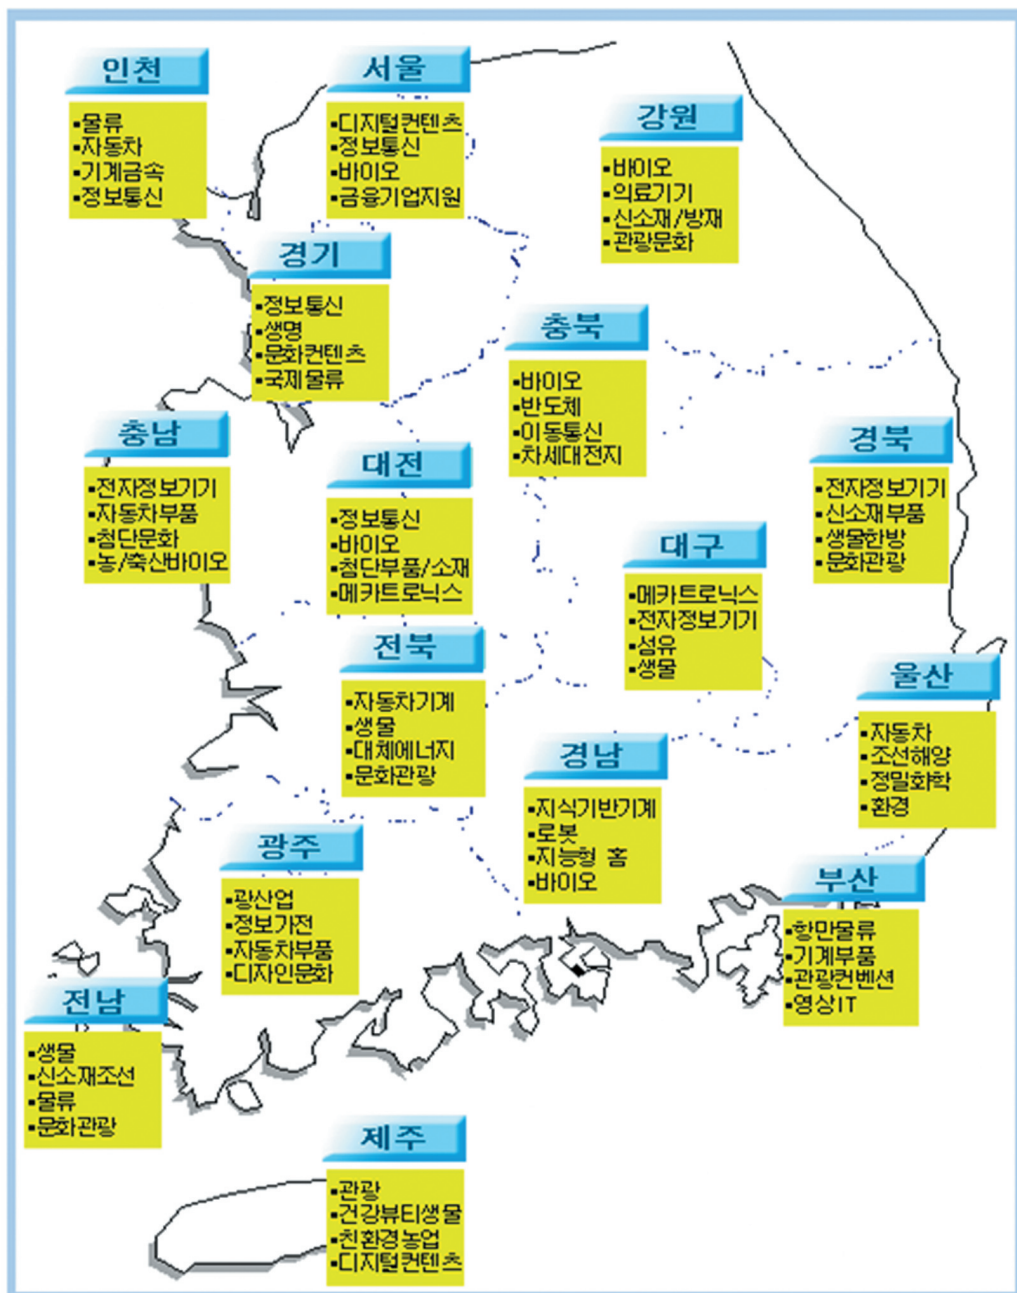 인천
▪물류
▪자동차
▪기계금속
▪정보통신
서울
▪디지털컨텐츠
▪정보통신
▪바이오
▪금융기업지원
강원
▪바이오
▪의료기기
▪신소재/방재
▪관광문화
경기
▪정보통신
▪생명
▪문화컨텐츠
▪국제물류
충북
▪바이오
▪반도체
▪이동통신
▪차세대전지
충남
▪전자정보기기
▪자동차부품
▪첨단문화
▪농/축산바이오
대전
▪정보통신
▪바이오
▪첨단부품/소재
▪메카트로닉스
경북
▪전자정보기기
▪신소재부품
▪생물한방
▪문화관광
대구
▪메카트로닉스
▪전자정보기기
▪섬유
▪생물
전북
▪자동차기계
▪생물
▪대체에너지
▪문화관광
울산
▪자동차
▪조선해양
▪정밀화학
▪환경
경남
▪지식기반기계
▪로봇
▪지능형 홈
▪바이오
광주
▪광산업
▪정보가전
▪자동차부품
▪디자인문화
부산
▪항만물류
▪기계부품
▪관광컨벤션
▪영상IT
전남
▪생물
▪신소재조선
▪물류
▪문화관광
제주
▪관광
▪건강뷰티생물
▪친환경농업
▪디지털컨텐츠